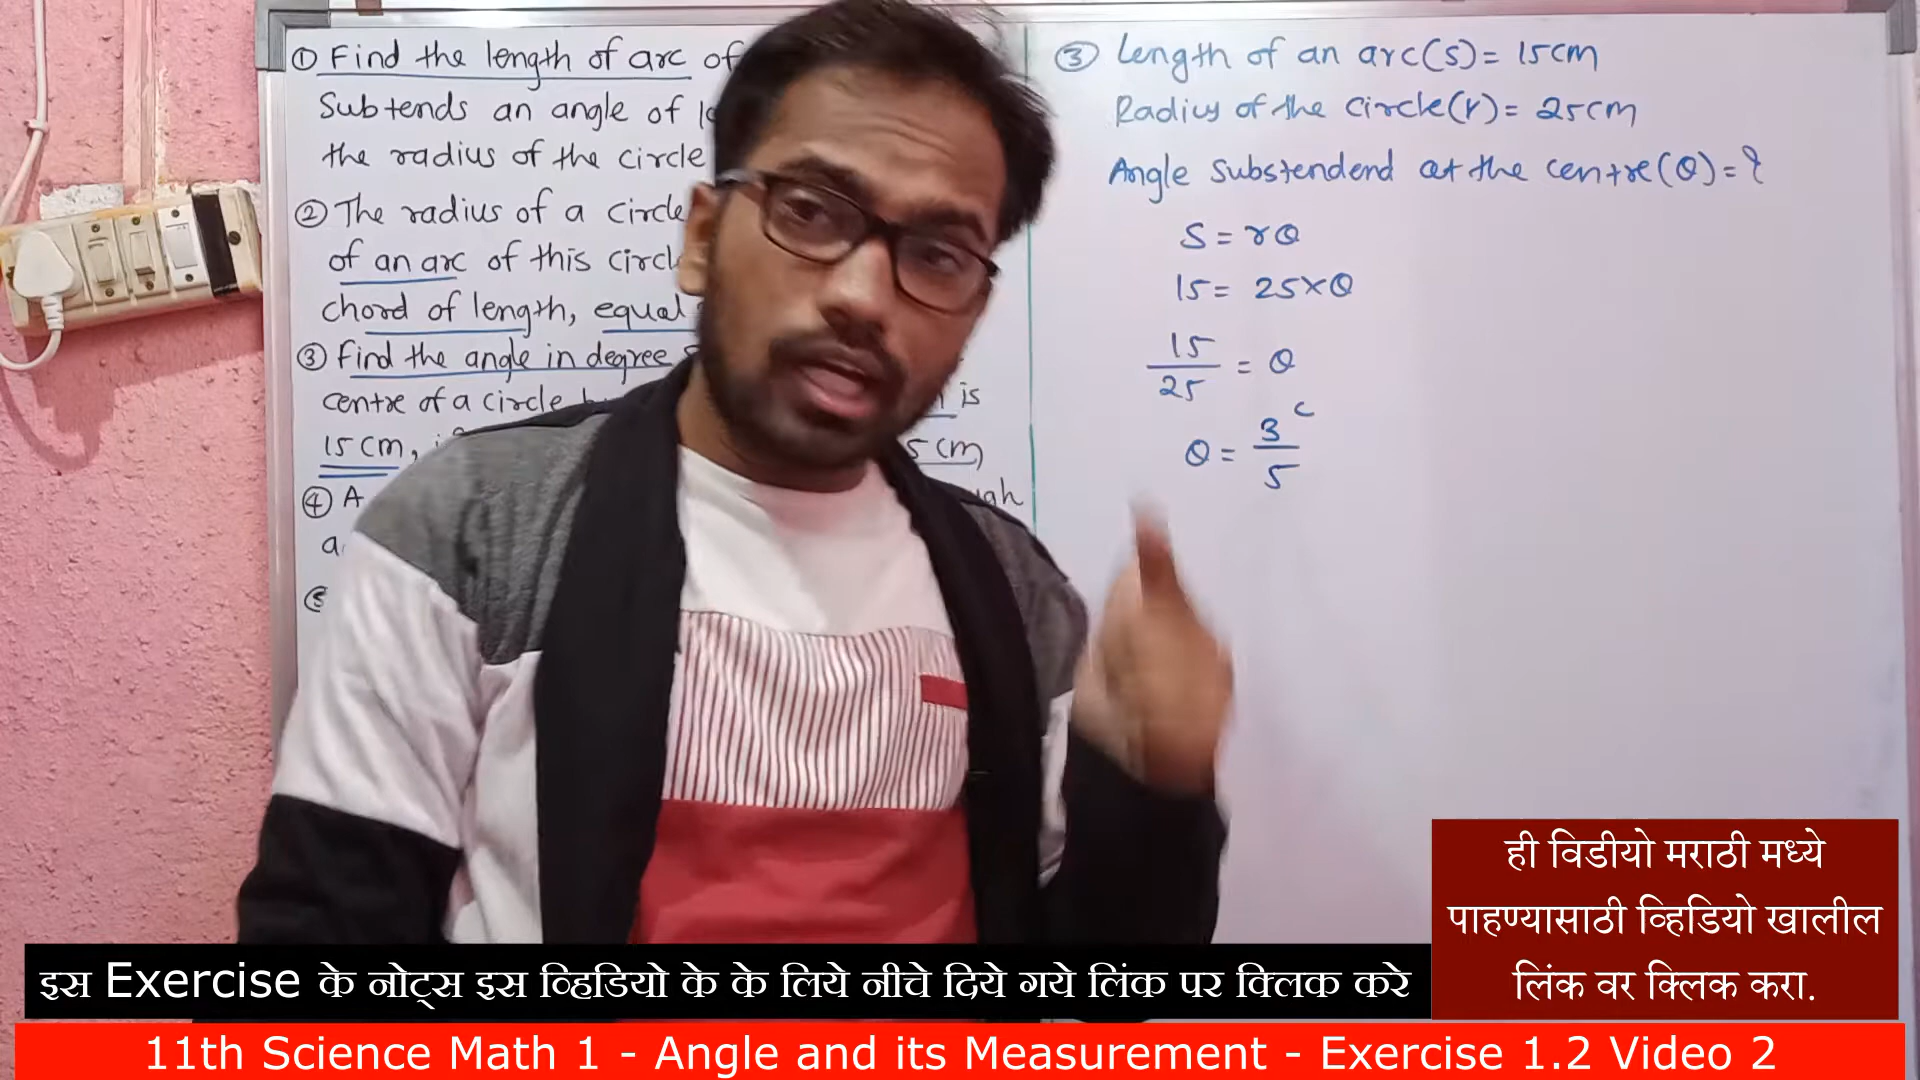 ① Find the length of arc of
Subtends an angle of
the radius of the circle
② The radius of a circle
of an arc of this circle
chord of length, equal
③ Find the angle in degree
centre of a circle
is
15 cm,
5 cm
④ A
a
⑤
③ Length of an arc(s)= 15cm
Radius of the circle(r)= 25cm
Angle Substendend at the centre(θ)=?
S = rθ
15 = 25×θ
15/25 = θ
θ = 3/5 c
ही विडीयो मराठी मध्ये
पाहण्यासाठी व्हिडियो खालील
लिंक वर क्लिक करा.
इस Exercise के नोट्स इस व्हिडियो के के लिये नीचे दिये गये लिंक पर क्लिक करे
11th Science Math 1 - Angle and its Measurement - Exercise 1.2 Video 2